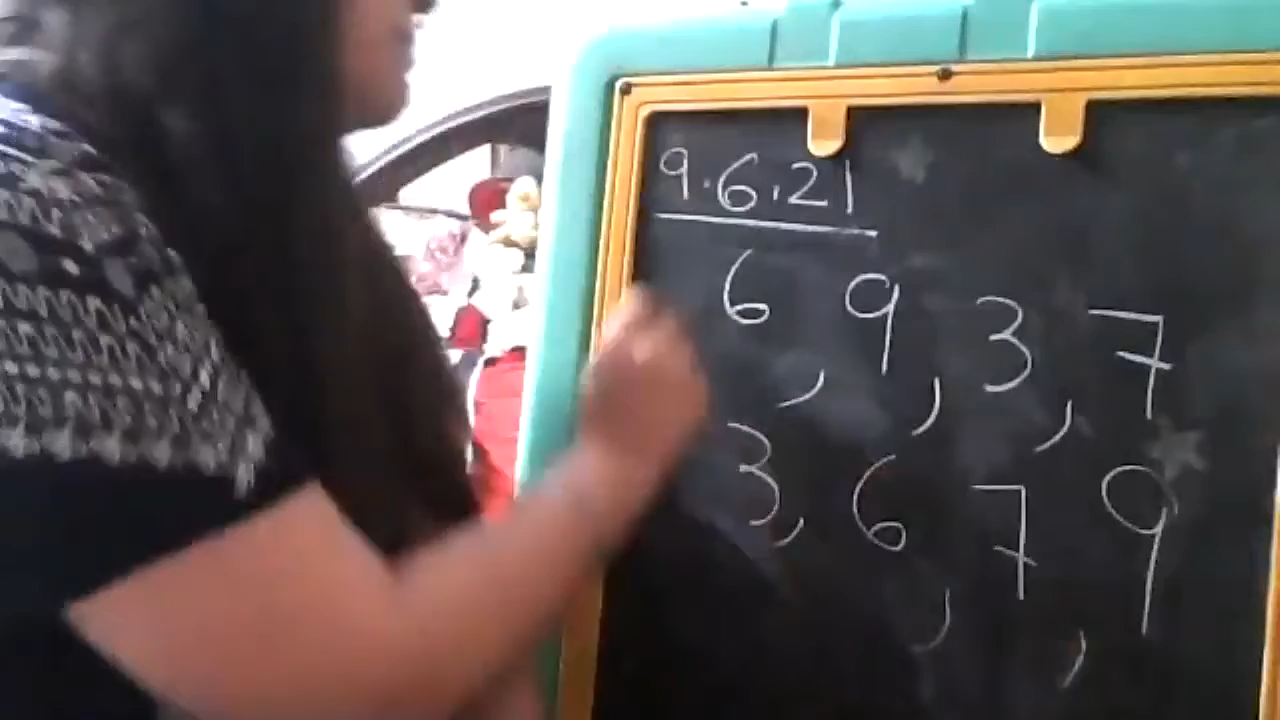 9.6.21
6, 9, 3, 7
3, 6, 7, 9